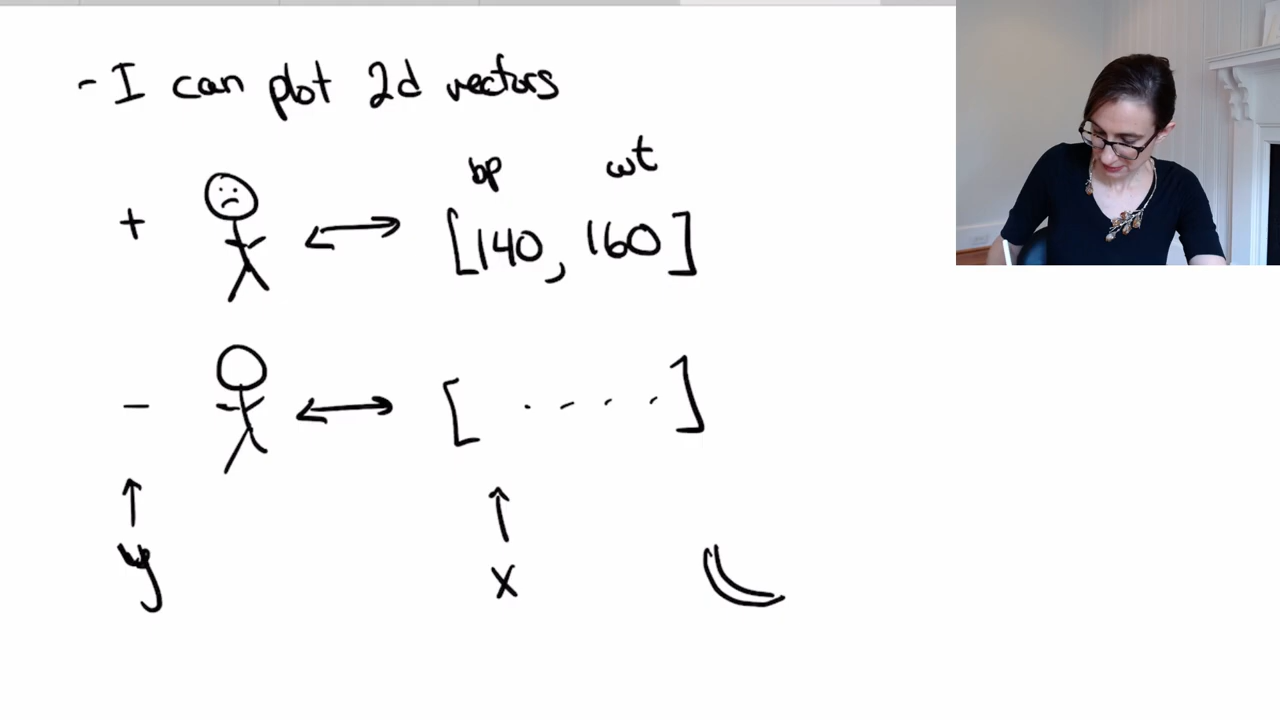 - I can plot 2d vectors
bp wt
+ [140, 160]
- [ . . . . ]
y x